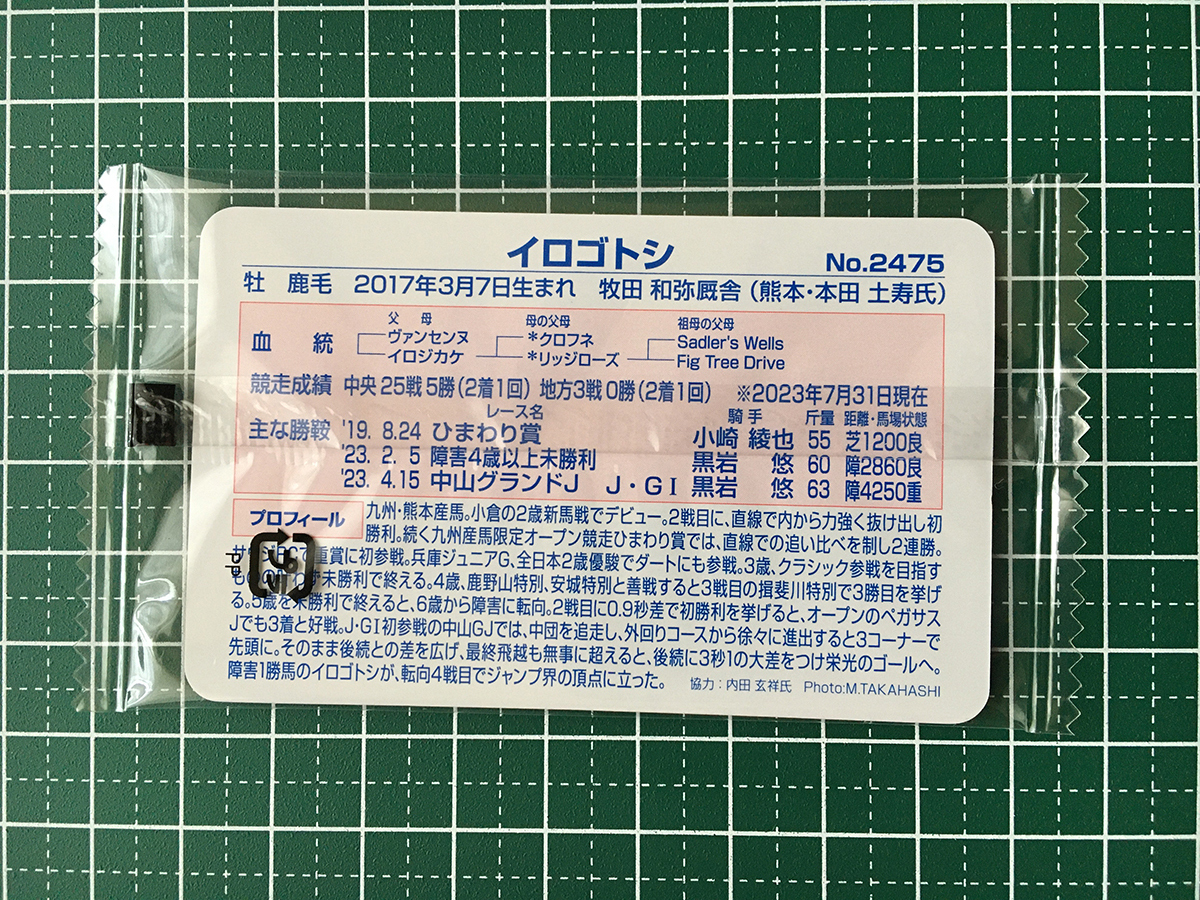 イロゴトシ
No.2475
牡 鹿毛 2017年3月7日生まれ 牧田 和弥厩舎(熊本・本田 土寿氏)
父 母 母の父母 祖母の父母
血統 ヴァンセンヌ *クロフネ Sadler's Wells
イロジカケ *リッジローズ Fig Tree Drive
競走成績 中央25戦5勝(2着1回) 地方3戦0勝(2着1回) ※2023年7月31日現在
レース名 騎手 斤量 距離・馬場状態
主な勝鞍 '19. 8.24 ひまわり賞 小崎 綾也 55 芝1200良
'23. 2. 5 障害4歳以上未勝利 黒岩 悠 60 障2860良
'23. 4.15 中山グランドJ J・GI 黒岩 悠 63 障4250重
プロフィール
九州・熊本産馬。小倉の2歳新馬戦でデビュー。2戦目に、直線で内から力強く抜け出し初
勝利。続く九州産馬限定オープン競走ひまわり賞では、直線での追い比べを制し2連勝。
重賞に初参戦。兵庫ジュニアG、全日本2歳優駿でダートにも参戦。3歳、クラシック参戦を目指す
未勝利で終える。4歳、鹿野山特別、安城特別と善戦すると3戦目の揖斐川特別で3勝目を挙げ
る。5歳を未勝利で終えると、6歳から障害に転向。2戦目に0.9秒差で初勝利を挙げると、オープンのペガサス
Jでも3着と好戦。J・GI初参戦の中山GJでは、中団を追走し、外回りコースから徐々に進出すると3コーナーで
先頭に。そのまま後続との差を広げ、最終飛越も無事に超えると、後続に3秒1の大差をつけ栄光のゴールへ。
障害1勝馬のイロゴトシが、転向4戦目でジャンプ界の頂点に立った。 協力：内田 玄祥氏 Photo:M.TAKAHASHI
プラ
PP